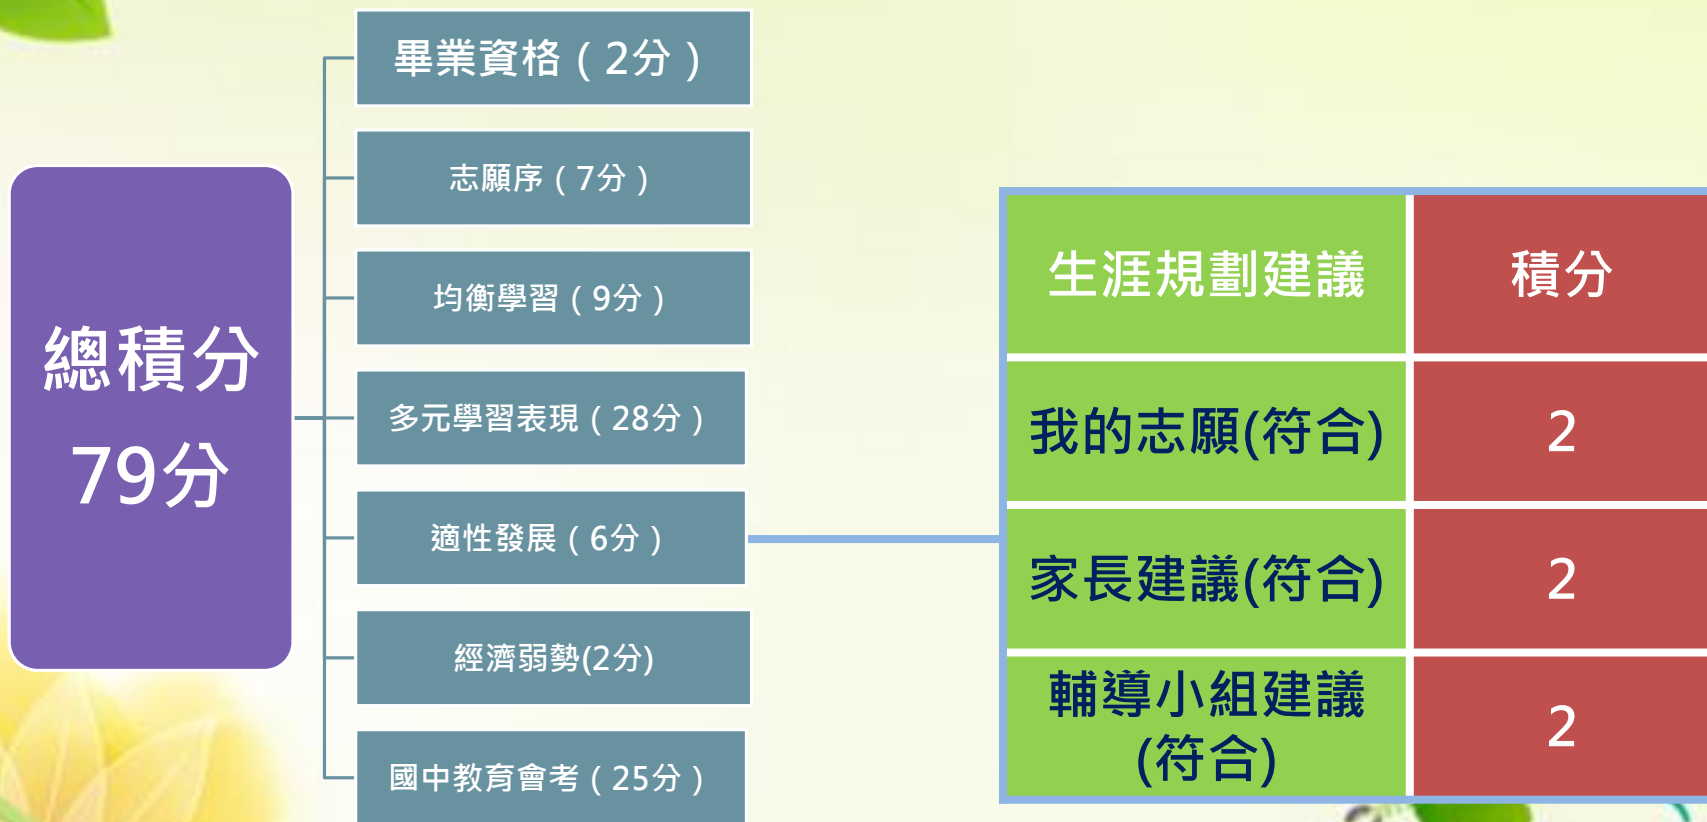 總積分
79分
畢業資格(2分)
志願序(7分)
均衡學習(9分)
多元學習表現(28分)
適性發展(6分)
經濟弱勢(2分)
國中教育會考(25分)
生涯規劃建議 積分
我的志願(符合) 2
家長建議(符合) 2
輔導小組建議
(符合) 2